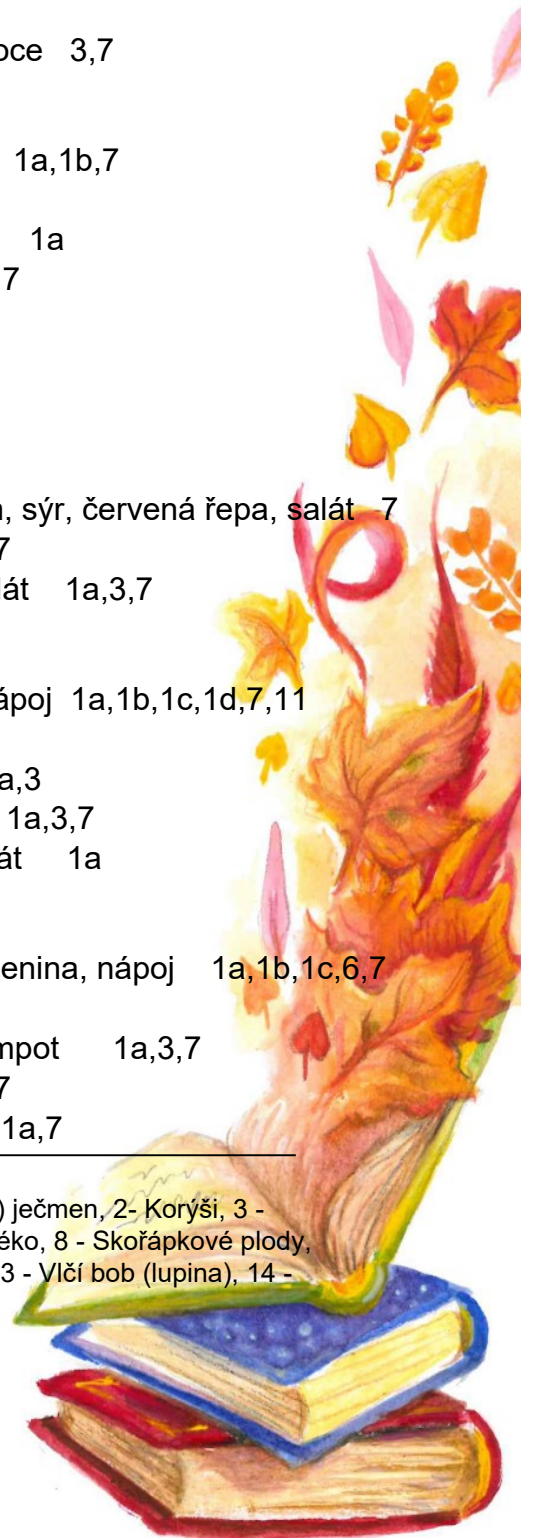 oce 3,7
1a,1b,7
1a
7
, sýr, červená řepa, salát 7
7
lát 1a,3,7
ápoj 1a,1b,1c,1d,7,11
a,3
1a,3,7
át 1a
enina, nápoj 1a,1b,1c,6,7
mpot 1a,3,7
7
1a,7
) ječmen, 2- Korýši, 3 -
éko, 8 - Skořápkové plody,
3 - Vlčí bob (lupina), 14 -